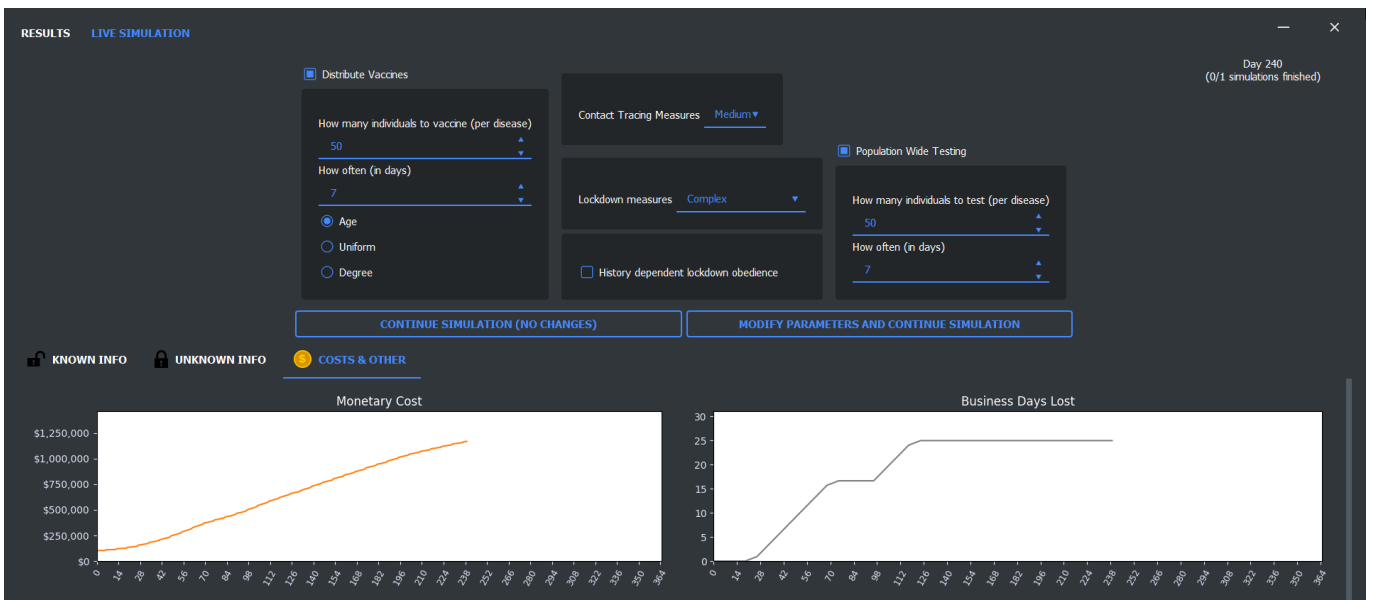 RESULTS LIVE SIMULATION
Day 240
(0/1 simulations finished)
Distribute Vaccines
How many individuals to vaccine (per disease)
50
How often (in days)
7
Age
Uniform
Degree
Contact Tracing Measures Medium
Lockdown measures Complex
History dependent lockdown obedience
Population Wide Testing
How many individuals to test (per disease)
50
How often (in days)
7
CONTINUE SIMULATION (NO CHANGES) MODIFY PARAMETERS AND CONTINUE SIMULATION
KNOWN INFO UNKNOWN INFO $ COSTS & OTHER
Monetary Cost
$1,250,000
$1,000,000
$750,000
$500,000
$250,000
$0
0 14 28 42 56 70 84 98 112 126 140 154 168 182 196 210 224 238 252 266 280 294 308 322 336 350 364
Business Days Lost
30
25
20
15
10
5
0
0 14 28 42 56 70 84 98 112 126 140 154 168 182 196 210 224 238 252 266 280 294 308 322 336 350 364